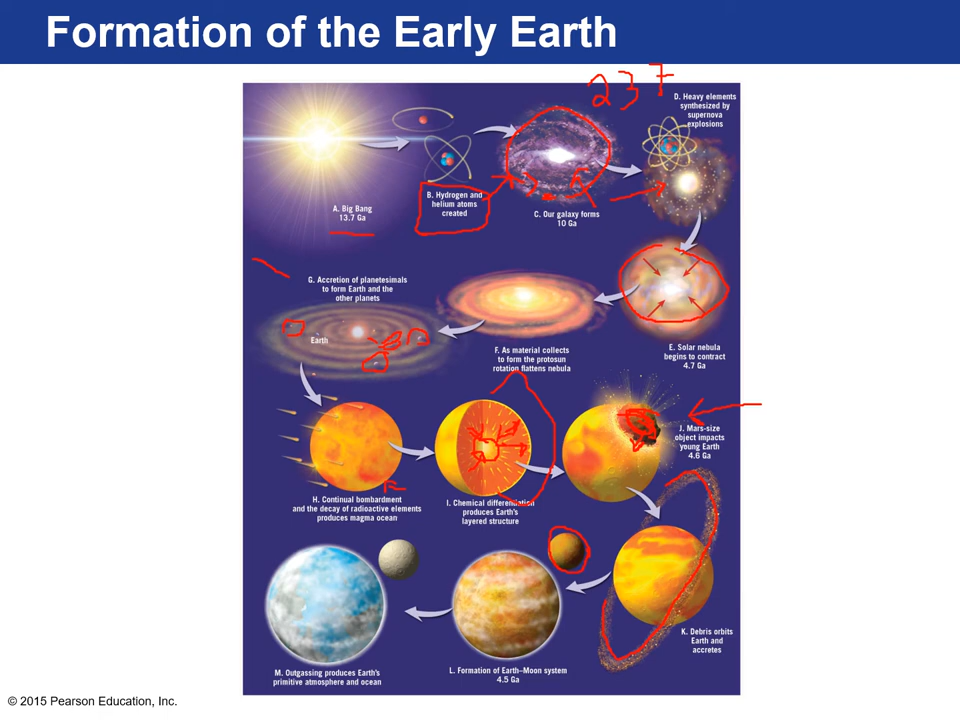 Formation of the Early Earth
237
D. Heavy elements
synthesized by
supernova
explosions
A. Big Bang
13.7 Ga
B. Hydrogen and
helium atoms
created
C. Our galaxy forms
10 Ga
G. Accretion of planetesimals
to form Earth and the
other planets
Earth
F. As material collects
to form the protosun
rotation flattens nebula
E. Solar nebula
begins to contract
4.7 Ga
H. Continual bombardment
and the decay of radioactive elements
produces magma ocean
I. Chemical differentiation
produces Earth's
layered structure
J. Mars-size
object impacts
young Earth
4.6 Ga
K. Debris orbits
Earth and
accretes
L. Formation of Earth–Moon system
4.5 Ga
M. Outgassing produces Earth's
primitive atmosphere and ocean
© 2015 Pearson Education, Inc.